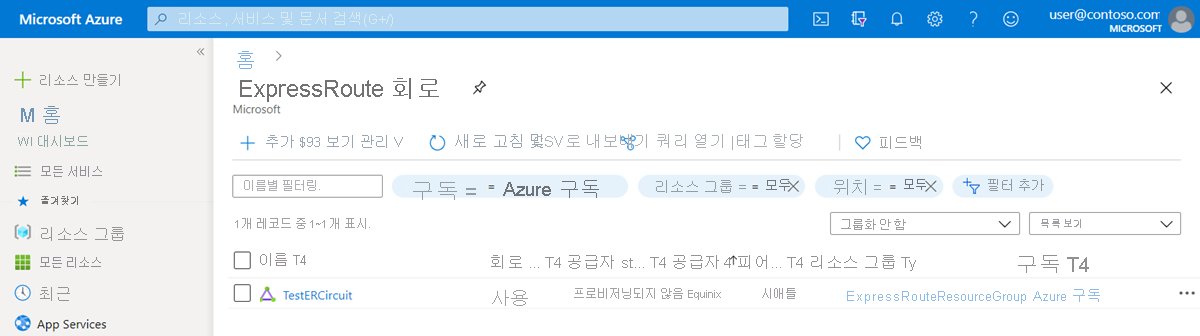 Microsoft Azure
리소스, 서비스 및 문서 검색(G+/)
user@contoso.com
MICROSOFT
«
리소스 만들기
M 홈
WI 대시보드
모든 서비스
즐겨찾기
리소스 그룹
모든 리소스
최근
App Services
홈 >
ExpressRoute 회로
Microsoft
추가 $93 보기 관리 V 새로 고침 및 SV로 내보내기 쿼리 열기 |태그 할당 피드백
이름별 필터링. 구독 = = Azure 구독 리소스 그룹 = = 모두 위치 = = 모두 필터 추가
1개 레코드 중 1~1개 표시. 그룹화 안 함 목록 보기
이름 T4 회로 ... T4 공급자 st... T4 공급자 4 피어... T4 리소스 그룹 Ty 구독 T4
TestERCircuit 사용 프로비저닝되지 않음 Equinix 시애틀 ExpressRouteResourceGroup Azure 구독